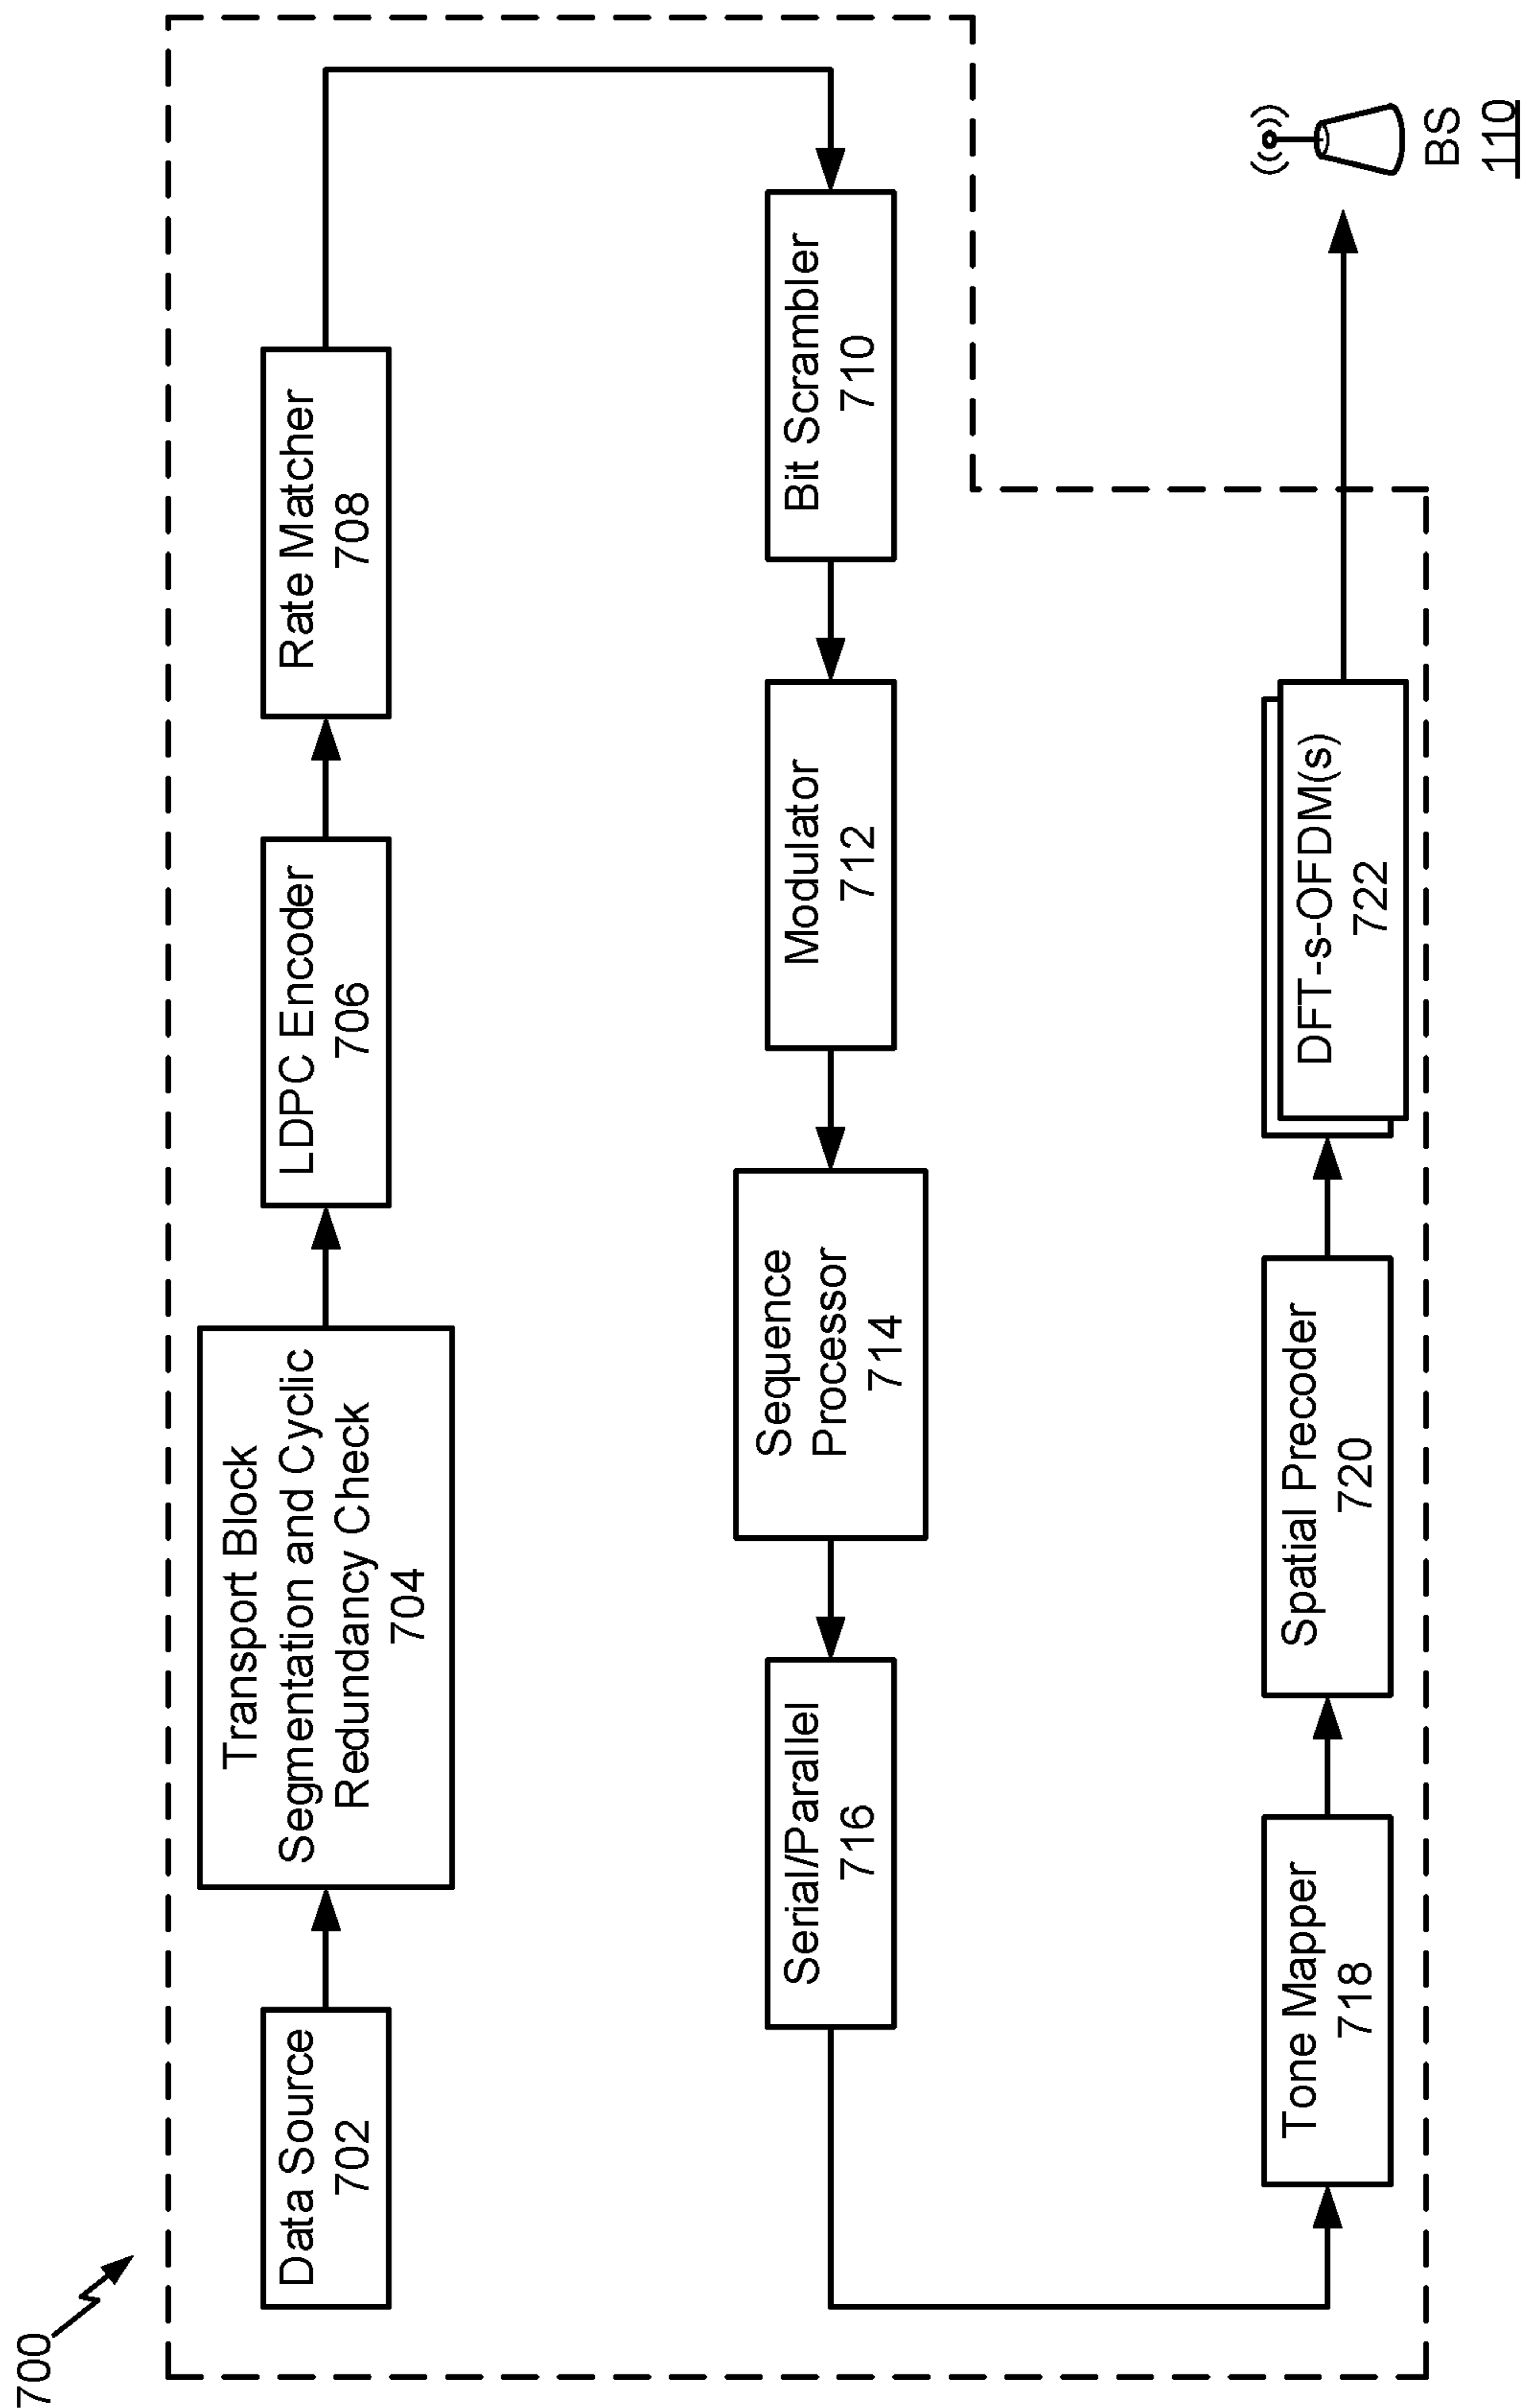 700
Data Source
702
Transport Block
Segmentation and Cyclic
Redundancy Check
704
LDPC Encoder
706
Rate Matcher
708
Bit Scrambler
710
Modulator
712
Sequence
Processor
714
Serial/Parallel
716
Tone Mapper
718
Spatial Precoder
720
DFT-s-OFDM(s)
722
BS
110